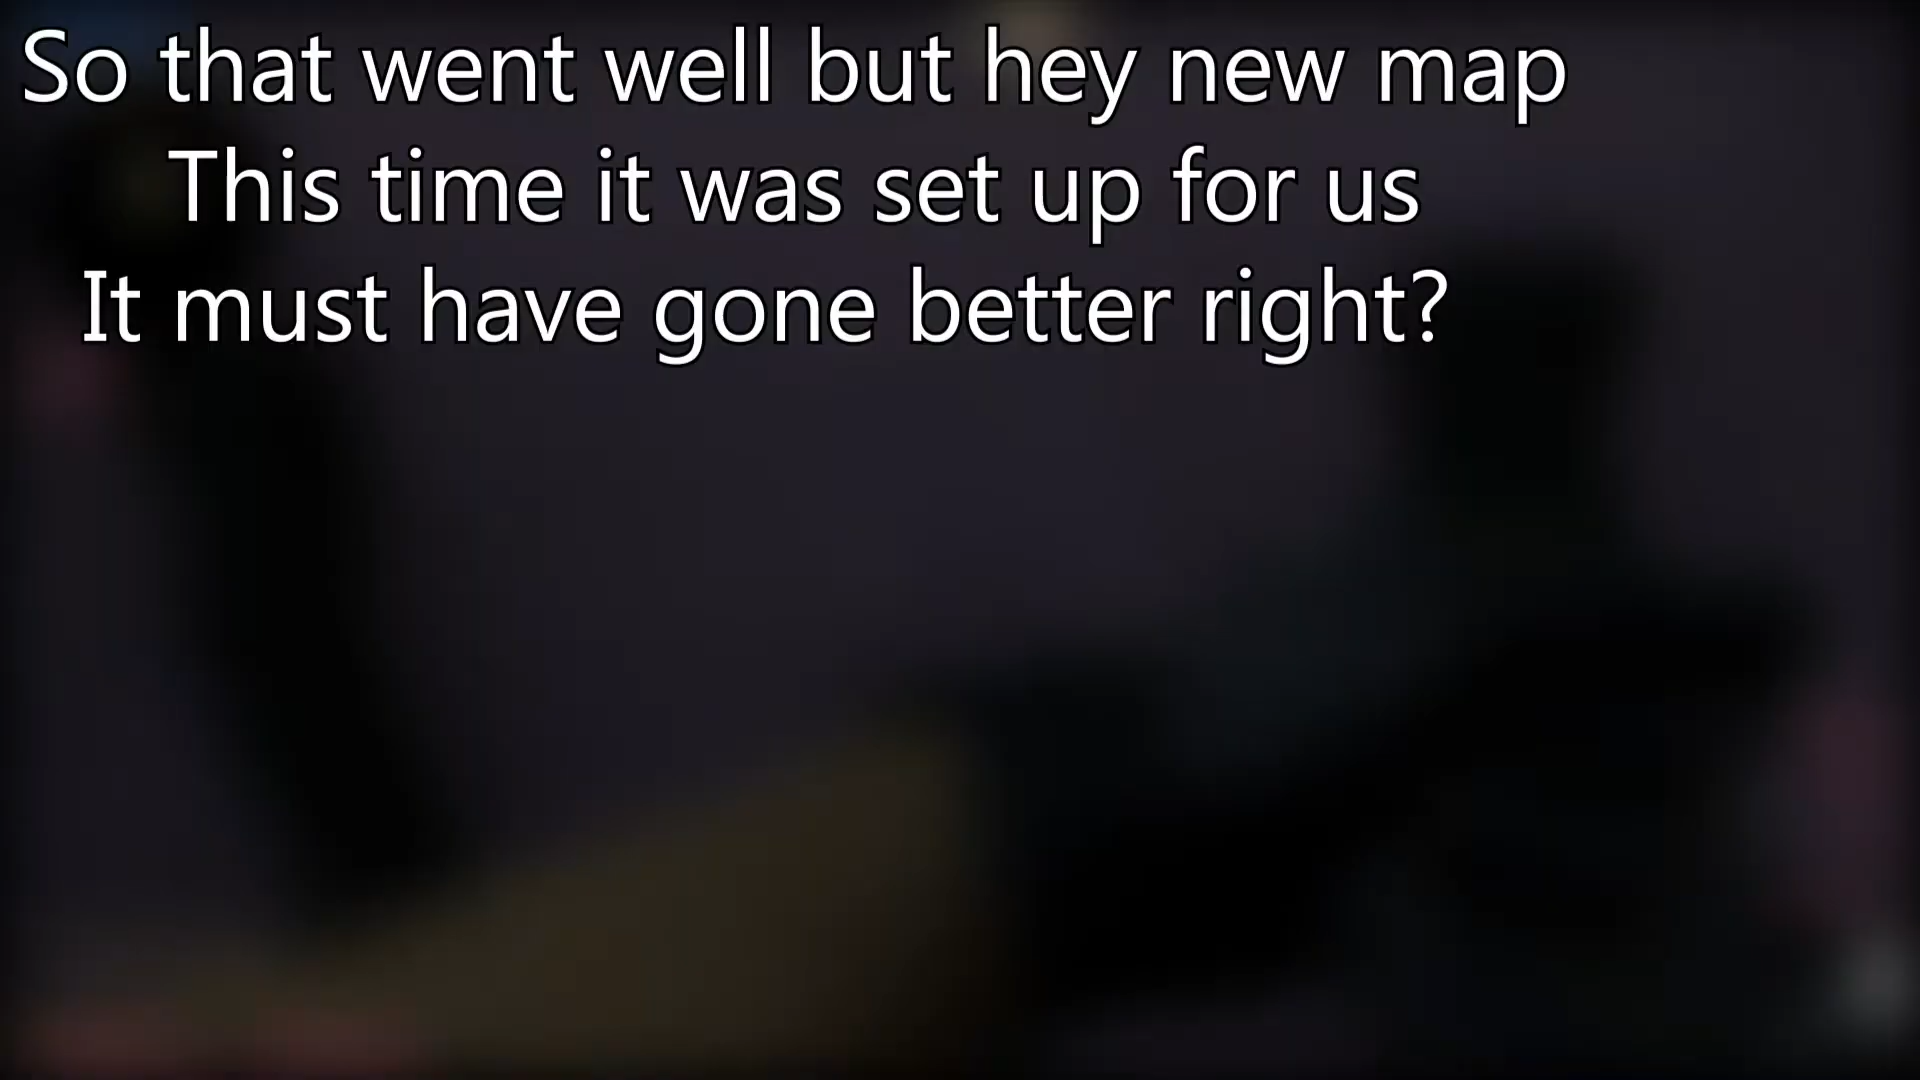 So that went well but hey new map
This time it was set up for us
It must have gone better right?